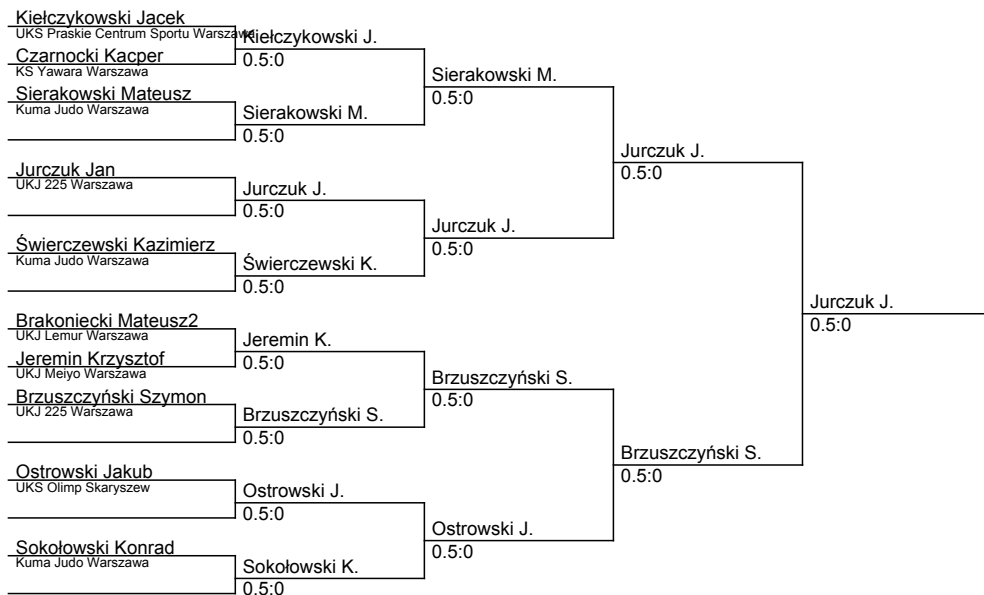 Kiełczykowski Jacek
UKS Praskie Centrum Sportu Warszawa
Kiełczykowski J.
0.5:0
Czarnocki Kacper
KS Yawara Warszawa
Sierakowski M.
0.5:0
Sierakowski Mateusz
Kuma Judo Warszawa
Sierakowski M.
0.5:0
Jurczuk J.
0.5:0
Jurczuk Jan
UKJ 225 Warszawa
Jurczuk J.
0.5:0
Jurczuk J.
0.5:0
Świerczewski Kazimierz
Kuma Judo Warszawa
Świerczewski K.
0.5:0
Jurczuk J.
0.5:0
Brakoniecki Mateusz2
UKJ Lemur Warszawa
Jeremin K.
0.5:0
Jeremin Krzysztof
UKJ Meiyo Warszawa
Brzuszczyński S.
0.5:0
Brzuszczyński Szymon
UKJ 225 Warszawa
Brzuszczyński S.
0.5:0
Brzuszczyński S.
0.5:0
Ostrowski Jakub
UKS Olimp Skaryszew
Ostrowski J.
0.5:0
Ostrowski J.
0.5:0
Sokołowski Konrad
Kuma Judo Warszawa
Sokołowski K.
0.5:0